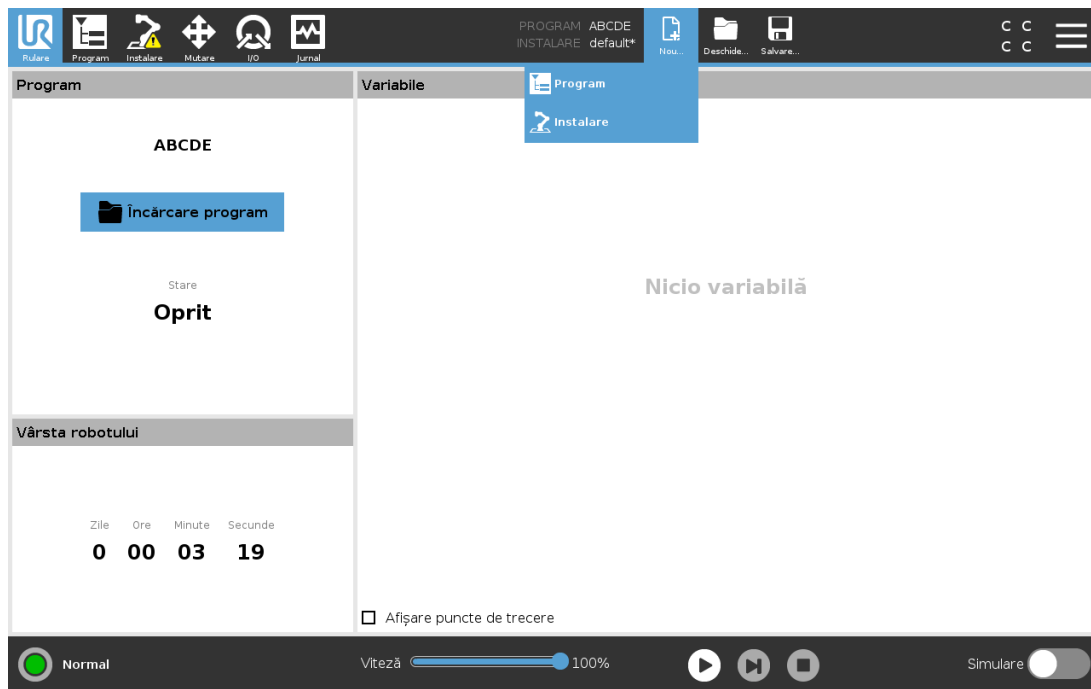 PROGRAM ABCDE
INSTALARE default*
C C
C C
Rulare Program Instalare Mutare I/O Jurnal Nou... Deschide... Salvare...
Program
Instalare
Program
ABCDE
Încărcare program
Stare
Oprit
Variabile
Nicio variabilă
Vârsta robotului
Zile Ore Minute Secunde
0 00 03 19
Afișare puncte de trecere
Normal
Viteză 100%
Simulare